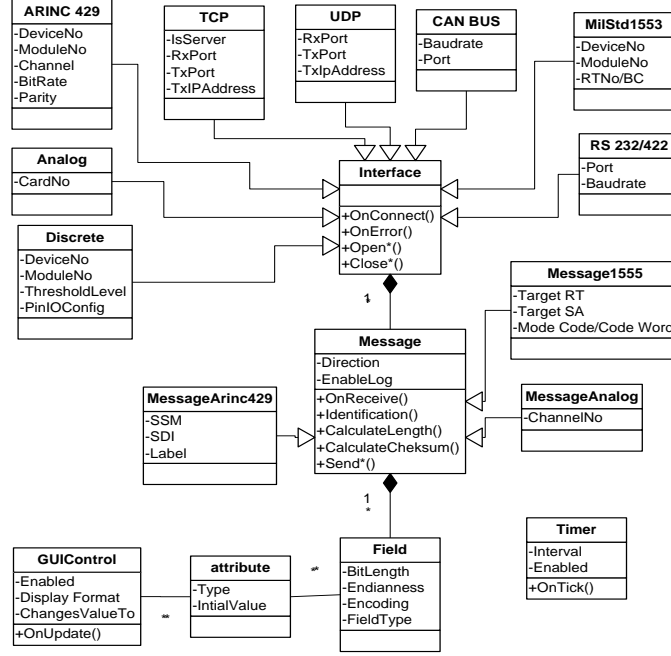 ARINC 429
-DeviceNo
-ModuleNo
-Channel
-BitRate
-Parity
TCP
-IsServer
-RxPort
-TxPort
-TxIPAddress
UDP
-RxPort
-TxPort
-TxIpAddress
CAN BUS
-Baudrate
-Port
MilStd1553
-DeviceNo
-ModuleNo
-RTNo/BC
Analog
-CardNo
Interface
+OnConnect()
+OnError()
+Open*()
+Close*()
RS 232/422
-Port
-Baudrate
Discrete
-DeviceNo
-ModuleNo
-ThresholdLevel
-PinIOConfig
Message1555
-Target RT
-Target SA
-Mode Code/Code Word
1
*
Message
-Direction
-EnableLog
+OnReceive()
+Identification()
+CalculateLength()
+CalculateCheksum()
+Send*()
MessageArinc429
-SSM
-SDI
-Label
MessageAnalog
-ChannelNo
1
*
GUIControl
-Enabled
-Display Format
-ChangesValueTo
+OnUpdate()
**
attribute
-Type
-IntialValue
**
Field
-BitLength
-Endianness
-Encoding
-FieldType
Timer
-Interval
-Enabled
+OnTick()